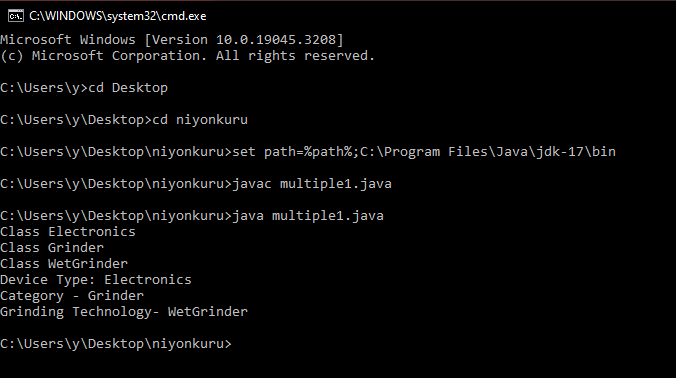 C:\WINDOWS\system32\cmd.exe
Microsoft Windows [Version 10.0.19045.3208]
(c) Microsoft Corporation. All rights reserved.
C:\Users\y>cd Desktop
C:\Users\y\Desktop>cd niyonkuru
C:\Users\y\Desktop\niyonkuru>set path=%path%;C:\Program Files\Java\jdk-17\bin
C:\Users\y\Desktop\niyonkuru>javac multiple1.java
C:\Users\y\Desktop\niyonkuru>java multiple1.java
Class Electronics
Class Grinder
Class WetGrinder
Device Type: Electronics
Category - Grinder
Grinding Technology- WetGrinder
C:\Users\y\Desktop\niyonkuru>